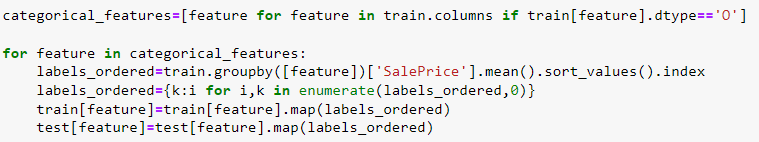 categorical_features=[feature for feature in train.columns if train[feature].dtype=='O']
for feature in categorical_features:
    labels_ordered=train.groupby([feature])['SalePrice'].mean().sort_values().index
    labels_ordered={k:i for i,k in enumerate(labels_ordered,0)}
    train[feature]=train[feature].map(labels_ordered)
    test[feature]=test[feature].map(labels_ordered)